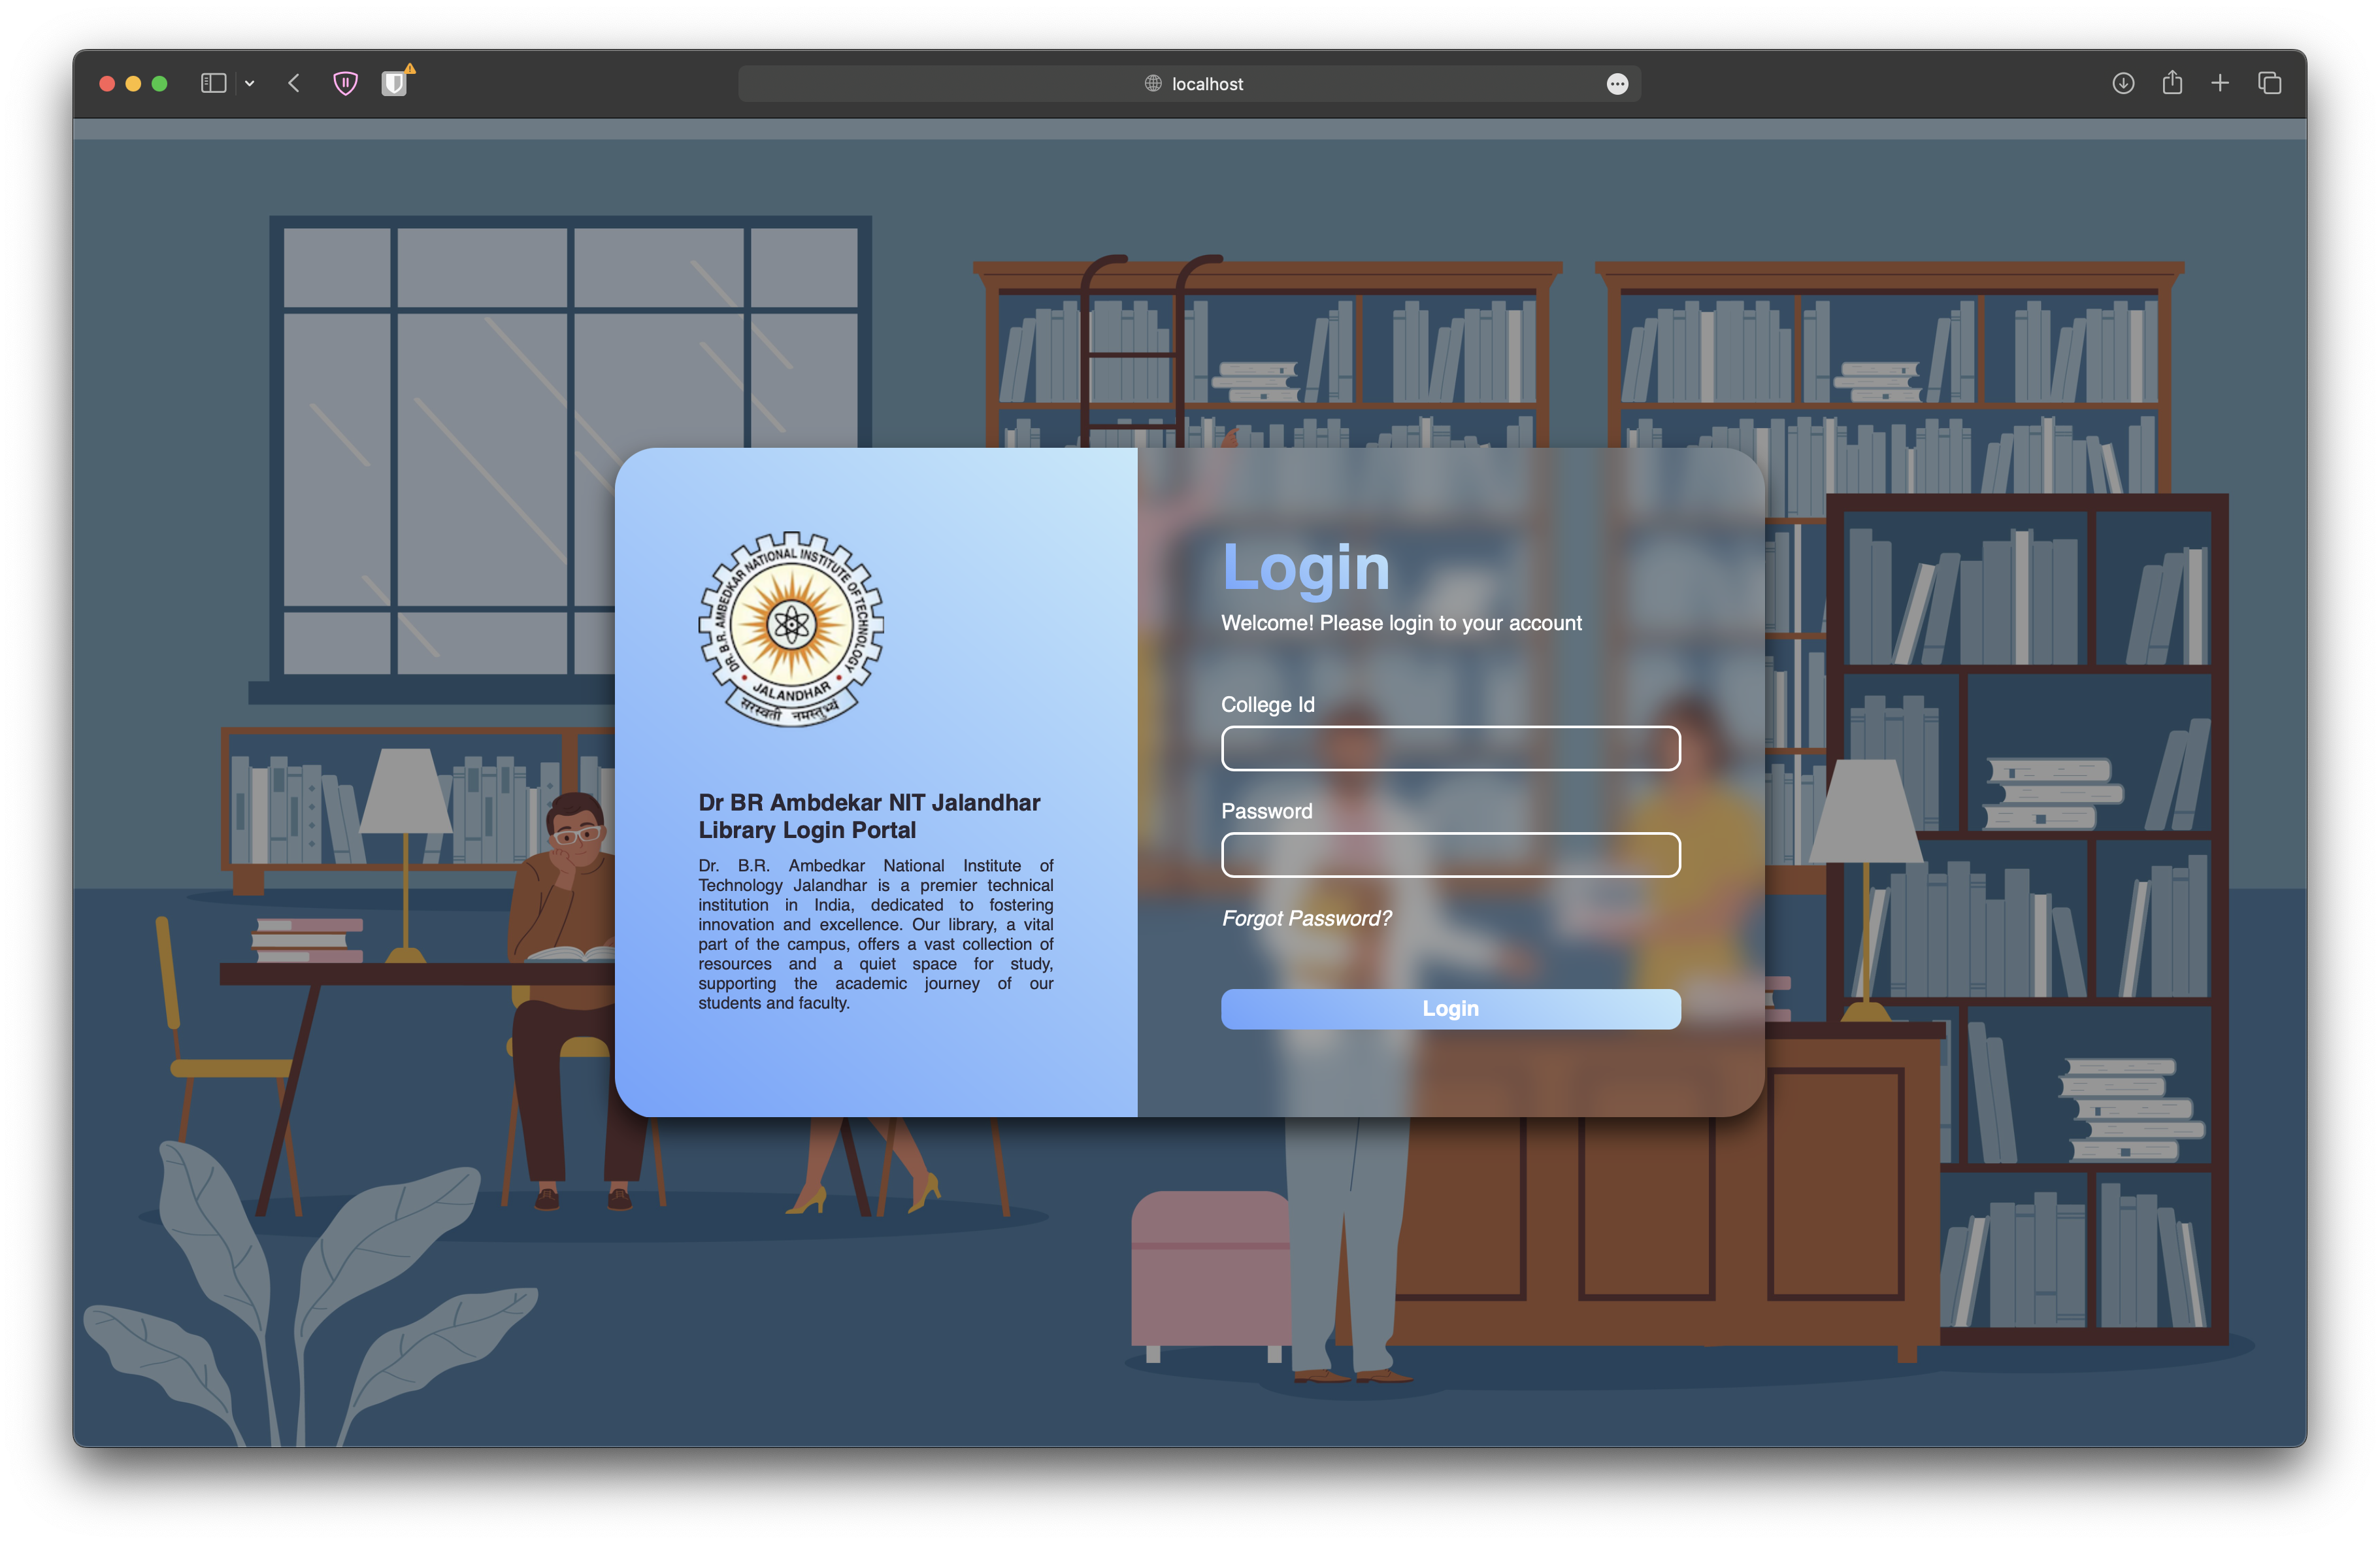 localhost
DR. B.R. AMBEDKAR NATIONAL INSTITUTE OF TECHNOLOGY
JALANDHAR
सरस्वती नमस्तुभ्यं
Dr BR Ambdekar NIT Jalandhar
Library Login Portal
Dr. B.R. Ambedkar National Institute of
Technology Jalandhar is a premier technical
institution in India, dedicated to fostering
innovation and excellence. Our library, a vital
part of the campus, offers a vast collection of
resources and a quiet space for study,
supporting the academic journey of our
students and faculty.
Login
Welcome! Please login to your account
College Id
Password
Forgot Password?
Login